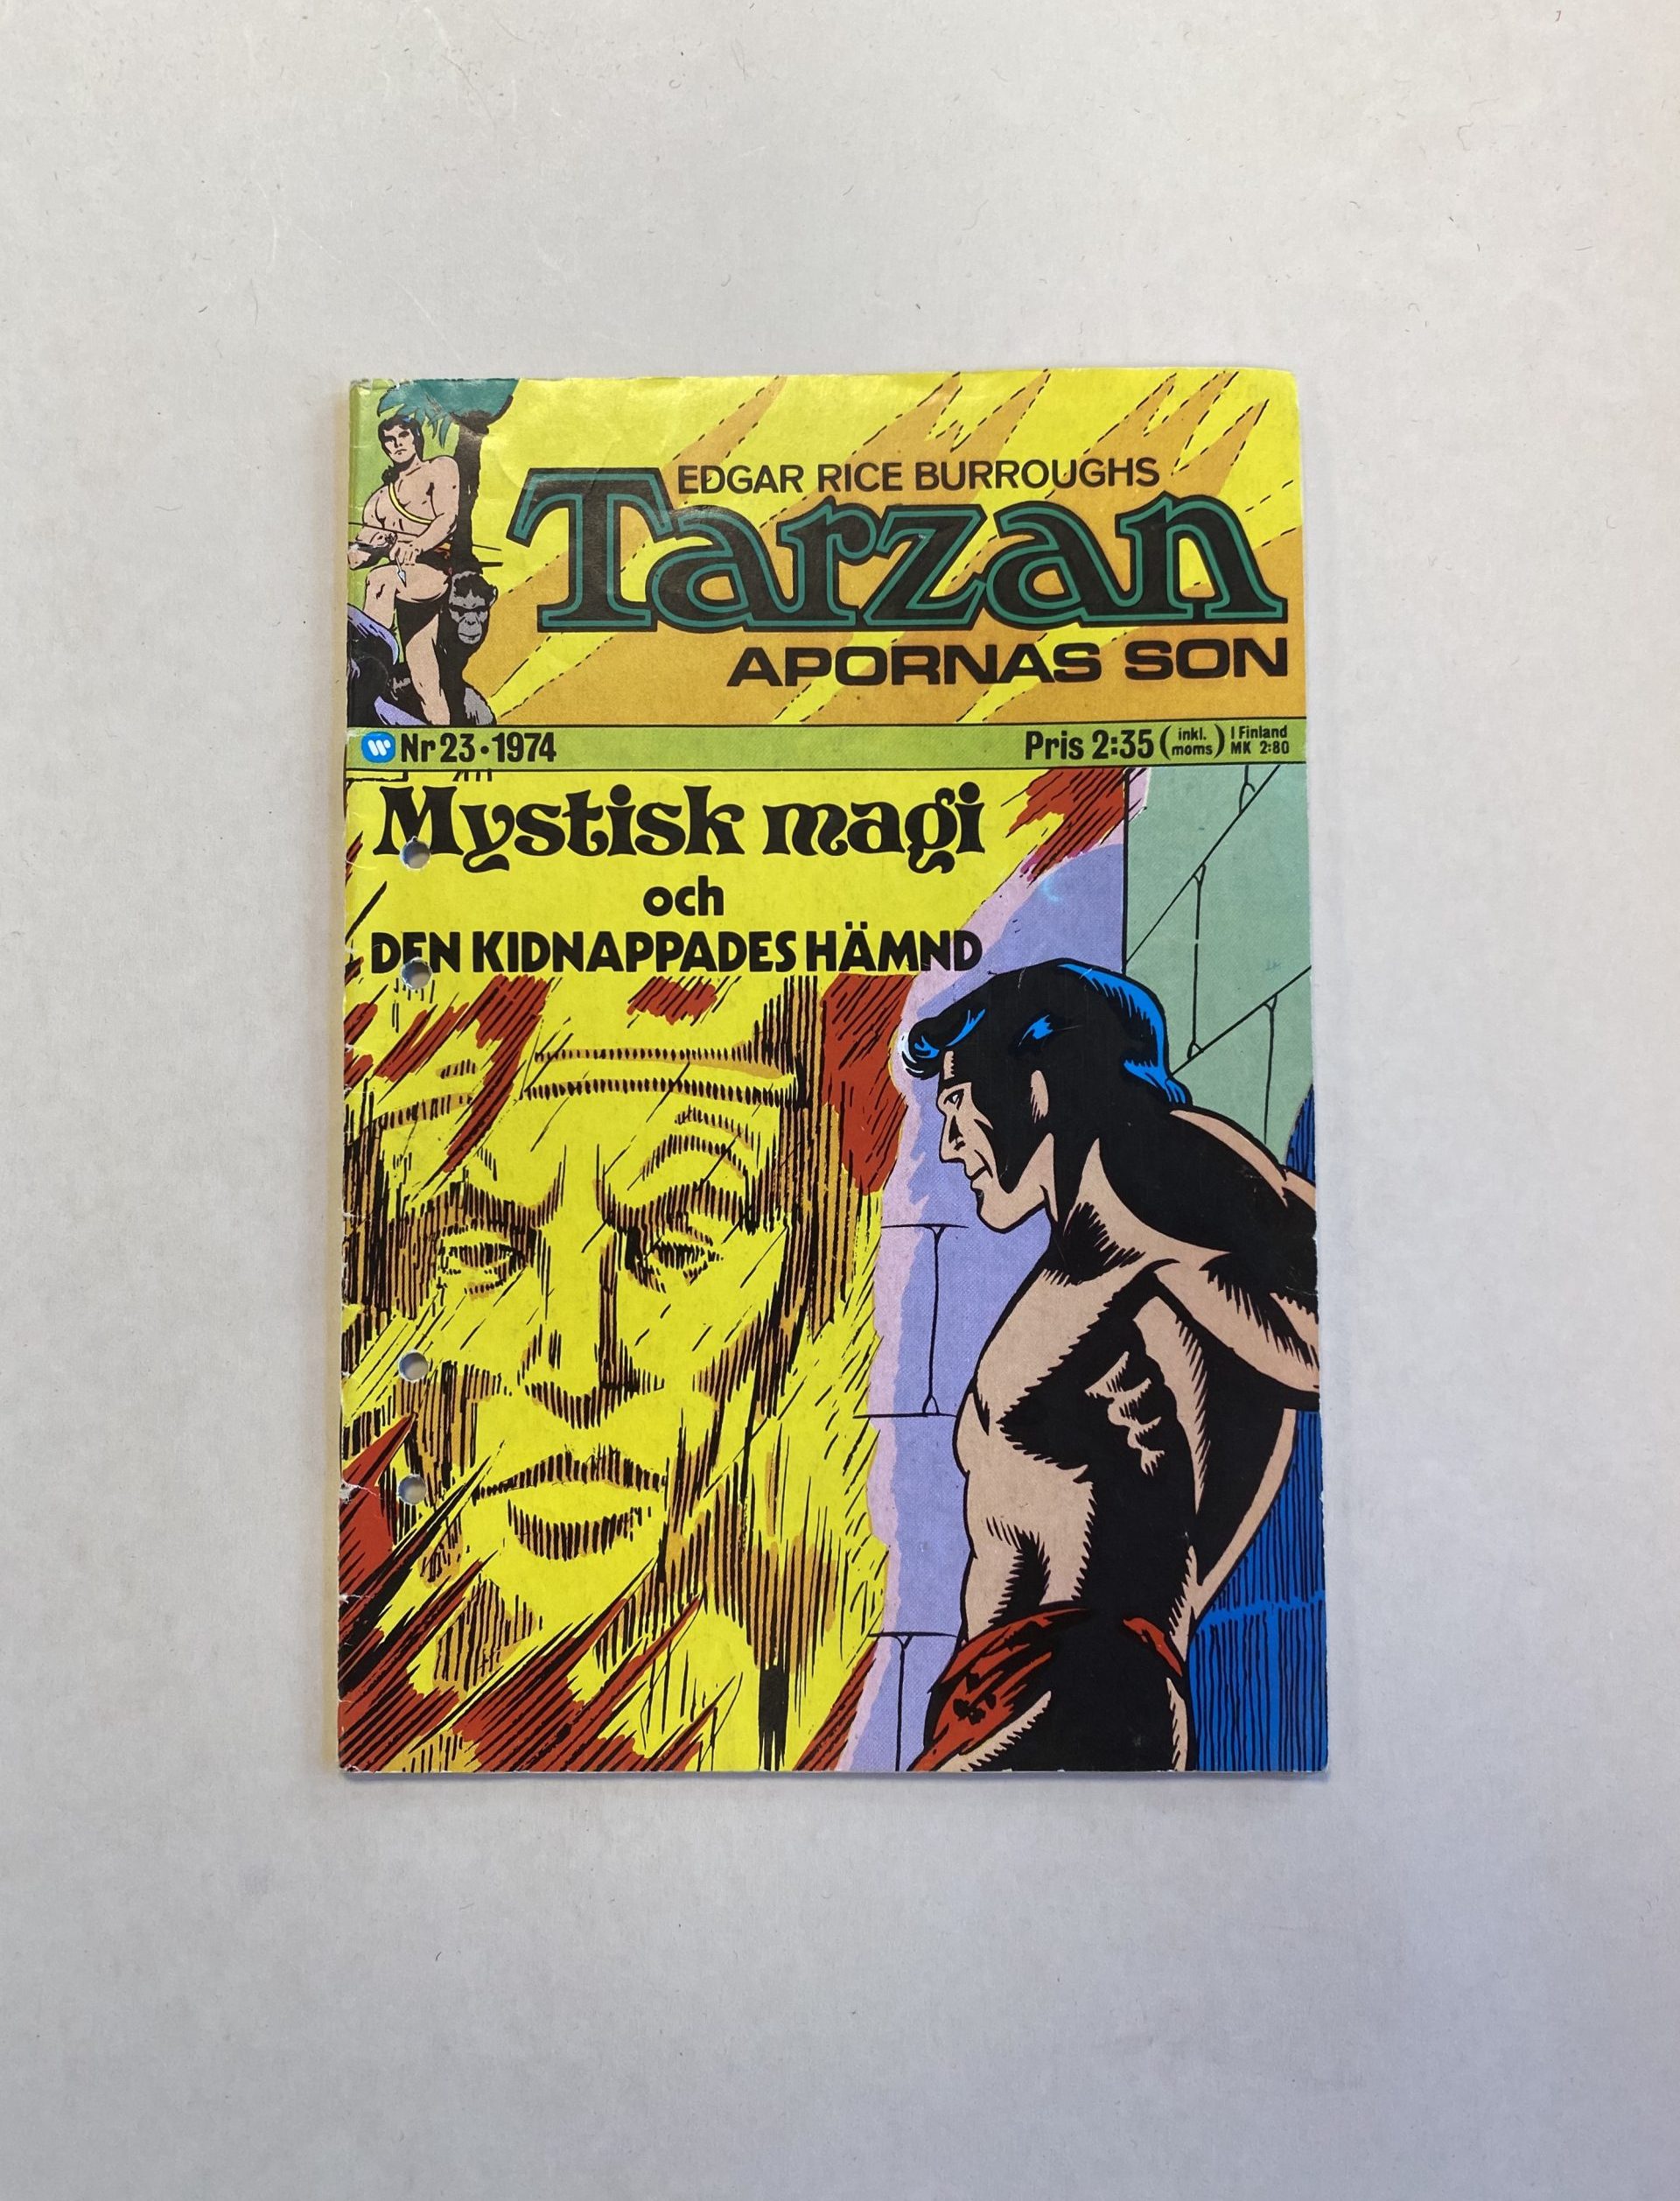 EDGAR RICE BURROUGHS
Tarzan
APORNAS SON
W Nr 23 • 1974
Pris 2:35 (inkl. moms) I Finland MK 2:80
Mystisk magi
och
DEN KIDNAPPADES HÄMND